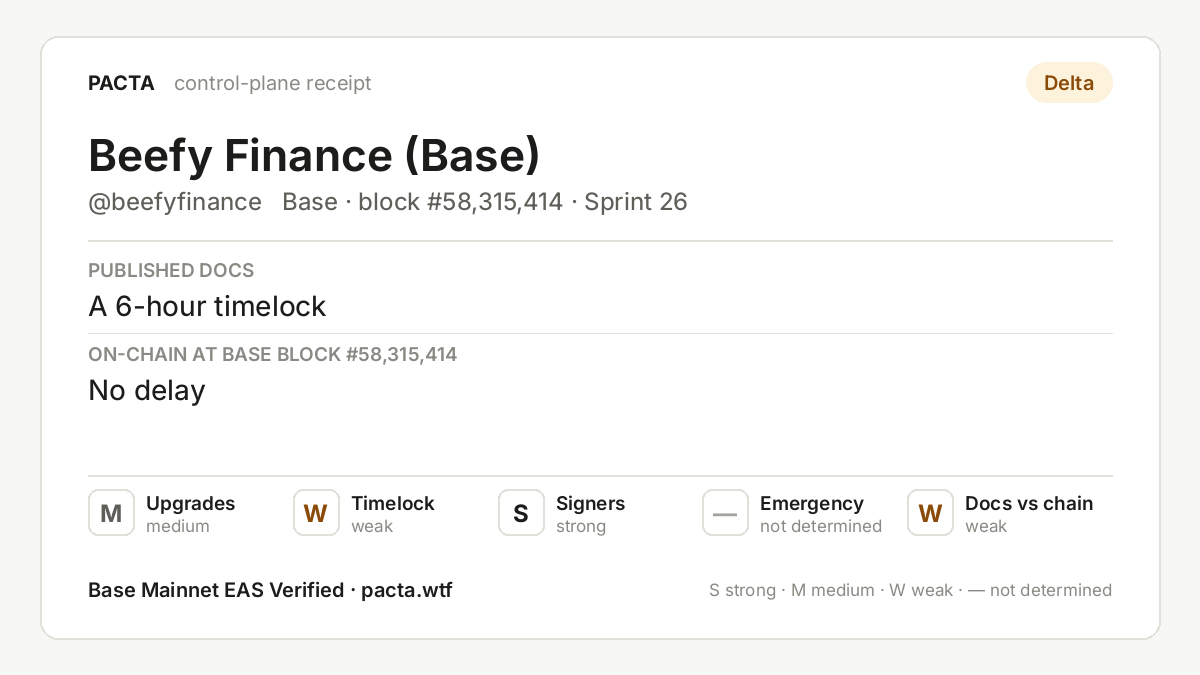 PACTA control-plane receipt
Delta
Beefy Finance (Base)
@beefyfinance Base · block #58,315,414 · Sprint 26
PUBLISHED DOCS
A 6-hour timelock
ON-CHAIN AT BASE BLOCK #58,315,414
No delay
M Upgrades
medium
W Timelock
weak
S Signers
strong
— Emergency
not determined
W Docs vs chain
weak
Base Mainnet EAS Verified · pacta.wtf
S strong · M medium · W weak · — not determined